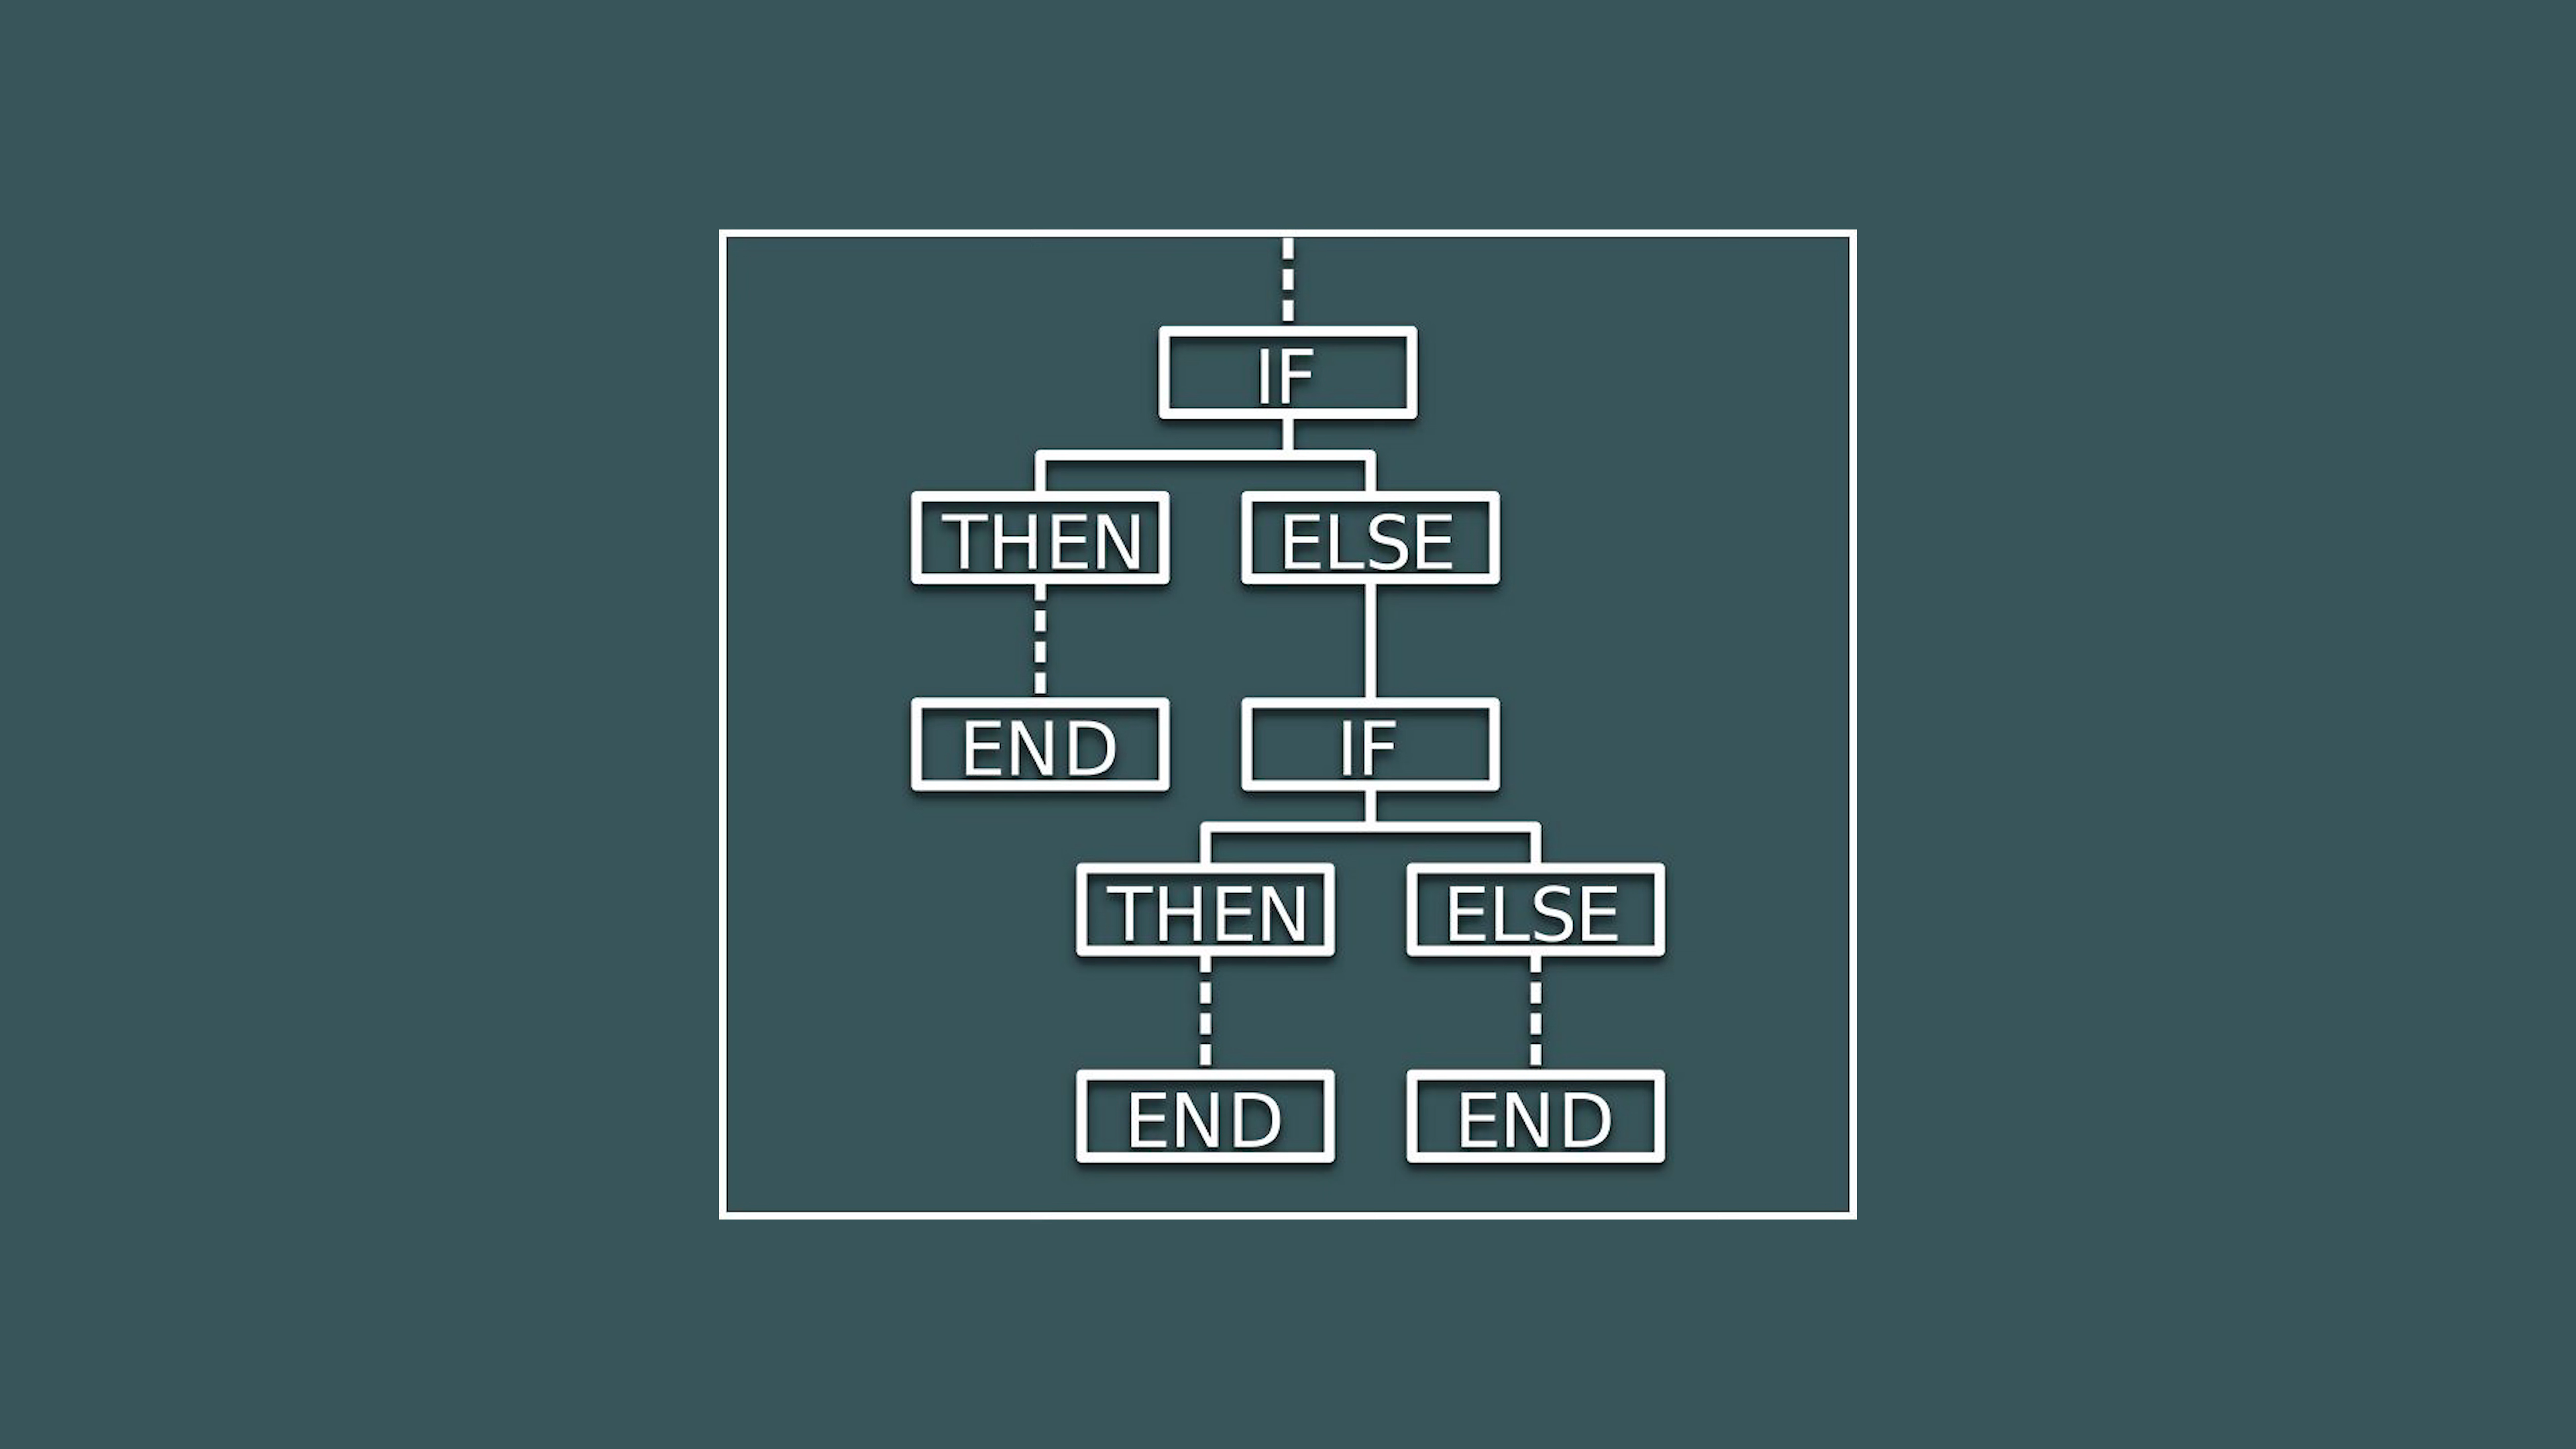 IF
THEN ELSE
END IF
THEN ELSE
END END